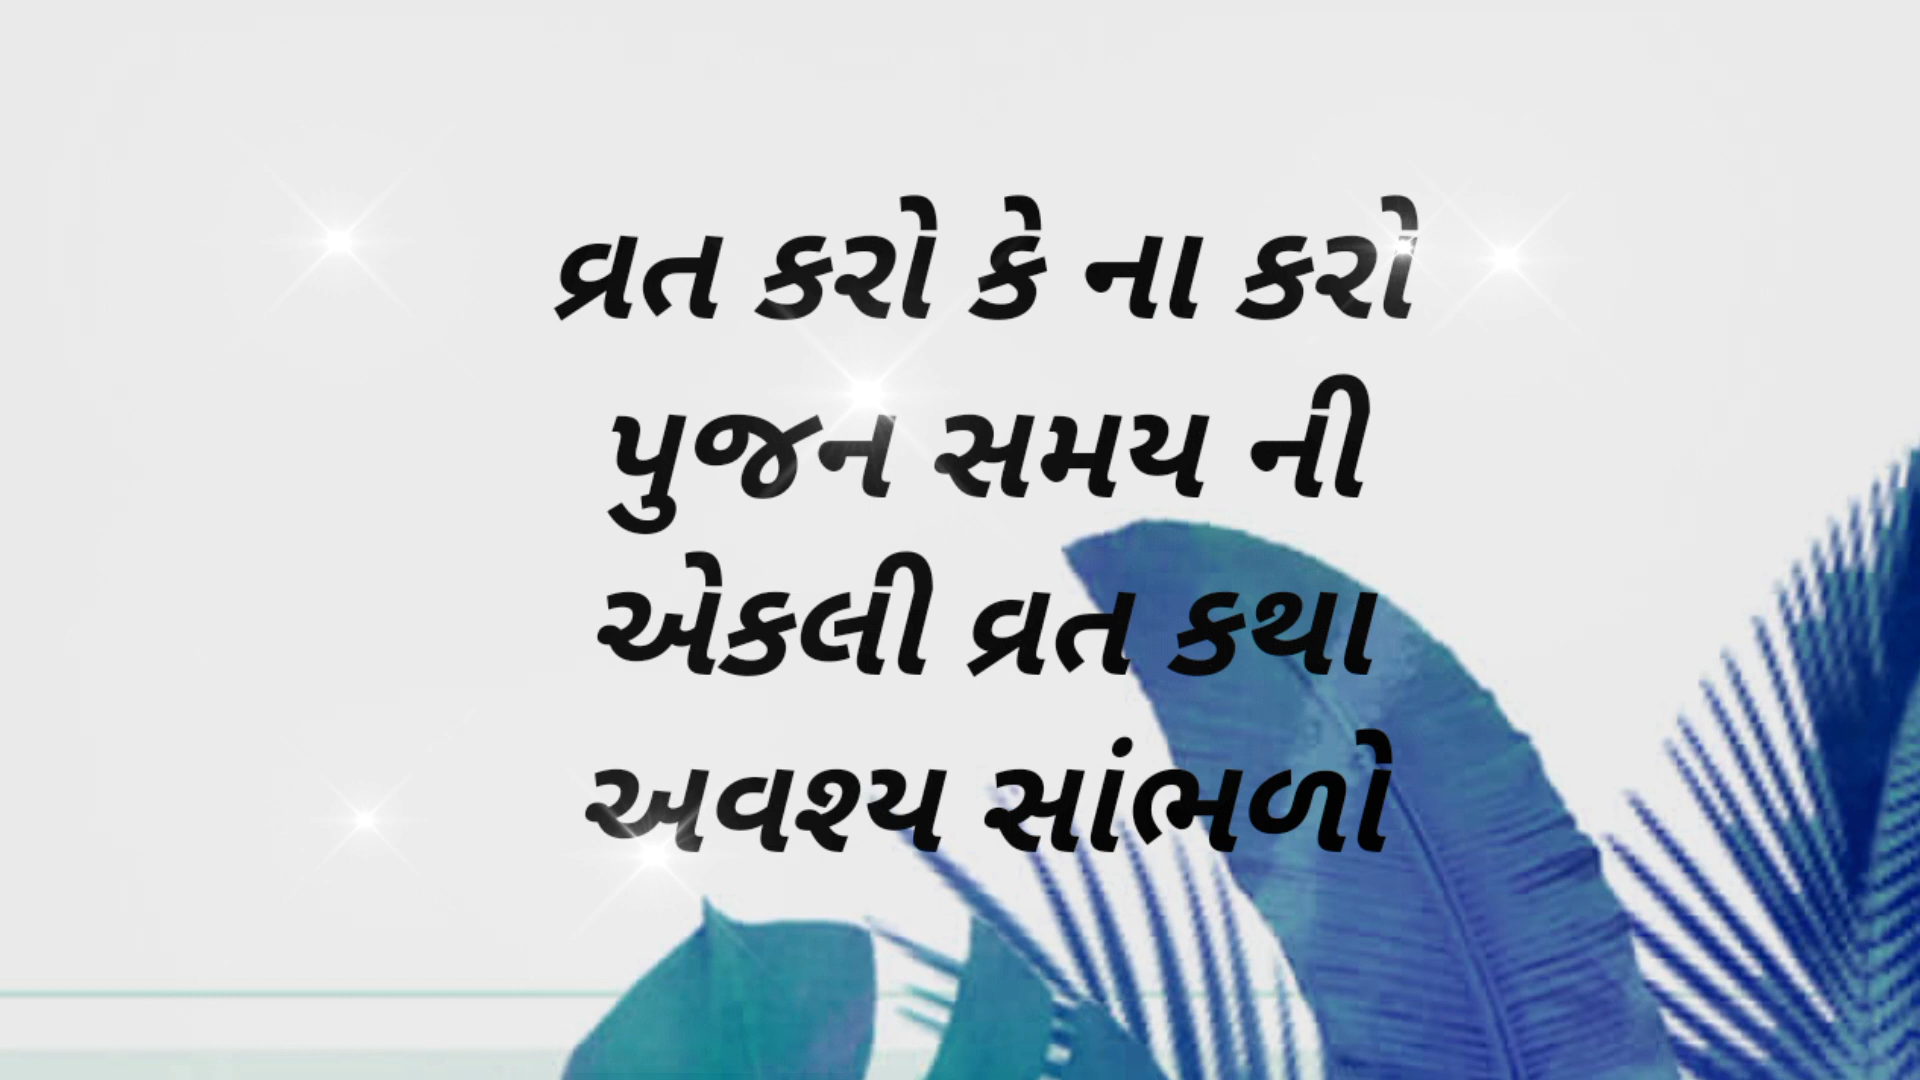 વ્રત કરો કે ના કરો
પુજન સમય ની
એકલી વ્રત કથા
અવશ્ય સાંભળો